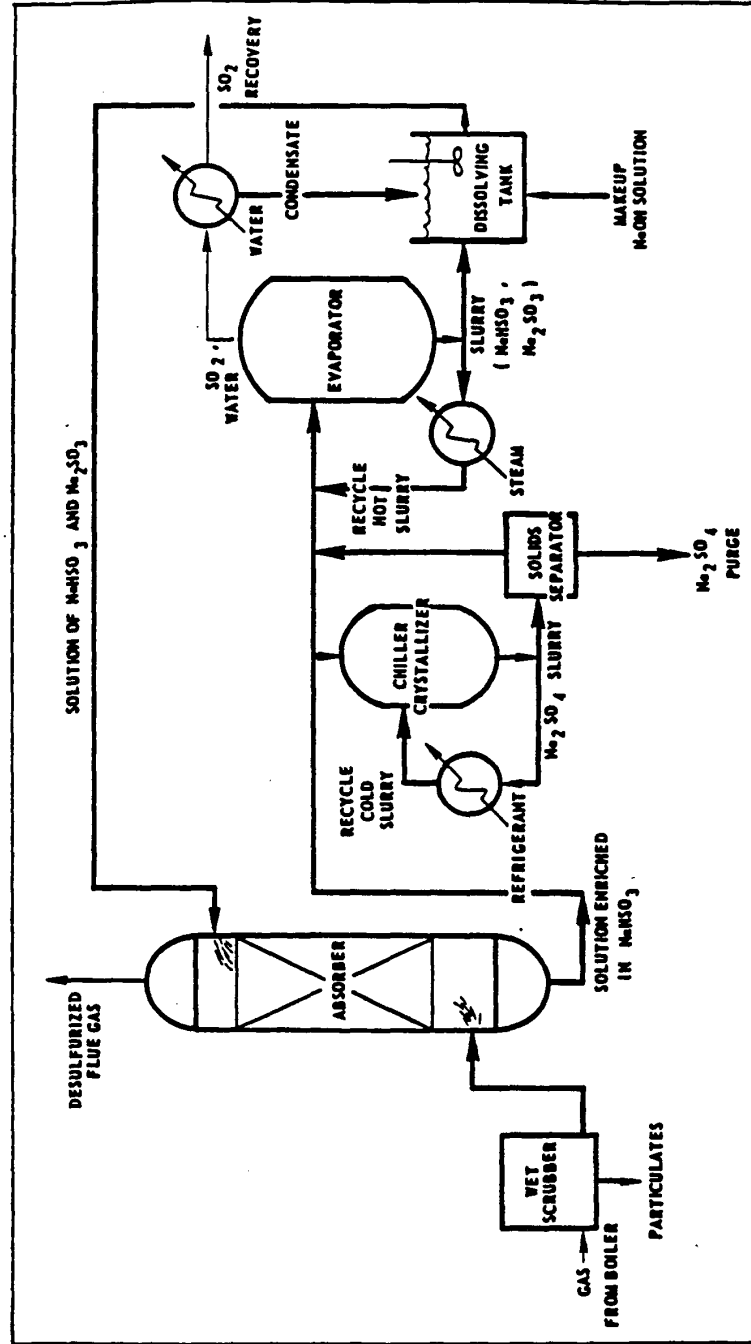 DESULFURIZED
FLUE GAS
SOLUTION OF NaHSO3 AND Na2SO3
SO2
RECOVERY
SO2,
WATER
WATER
CONDENSATE
ABSORBER
EVAPORATOR
DISSOLVING
TANK
SLURRY
(NaHSO3,
Na2SO3)
MAKEUP
NaOH SOLUTION
RECYCLE
HOT
SLURRY
STEAM
CHILLER
CRYSTALLIZER
RECYCLE
COLD
SLURRY
REFRIGERANT
Na2SO4 SLURRY
SOLIDS
SEPARATOR
Na2SO4
PURGE
SOLUTION ENRICHED
IN NaHSO3
WET
SCRUBBER
GAS
FROM BOILER
PARTICULATES